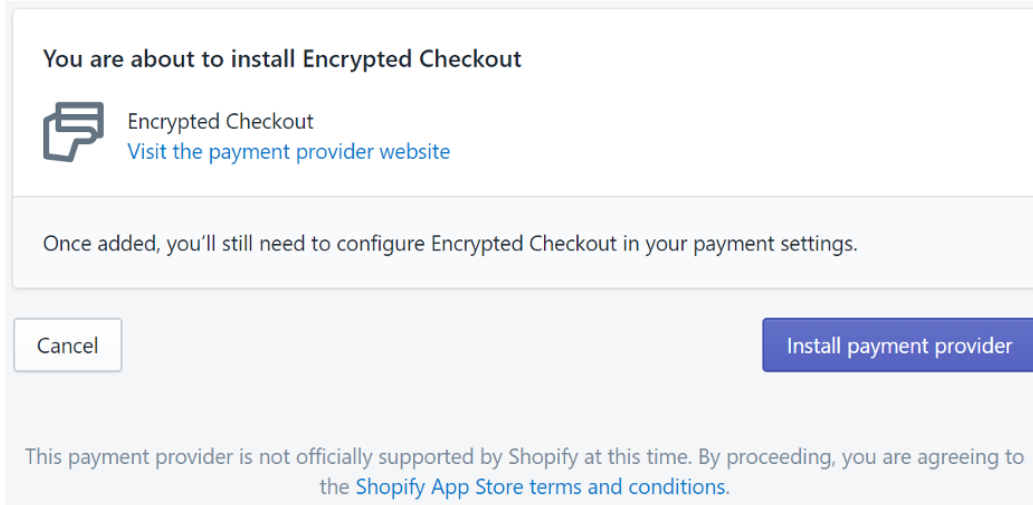 You are about to install Encrypted Checkout
Encrypted Checkout
Visit the payment provider website
Once added, you’ll still need to configure Encrypted Checkout in your payment settings.
Cancel
Install payment provider
This payment provider is not officially supported by Shopify at this time. By proceeding, you are agreeing to
the Shopify App Store terms and conditions.